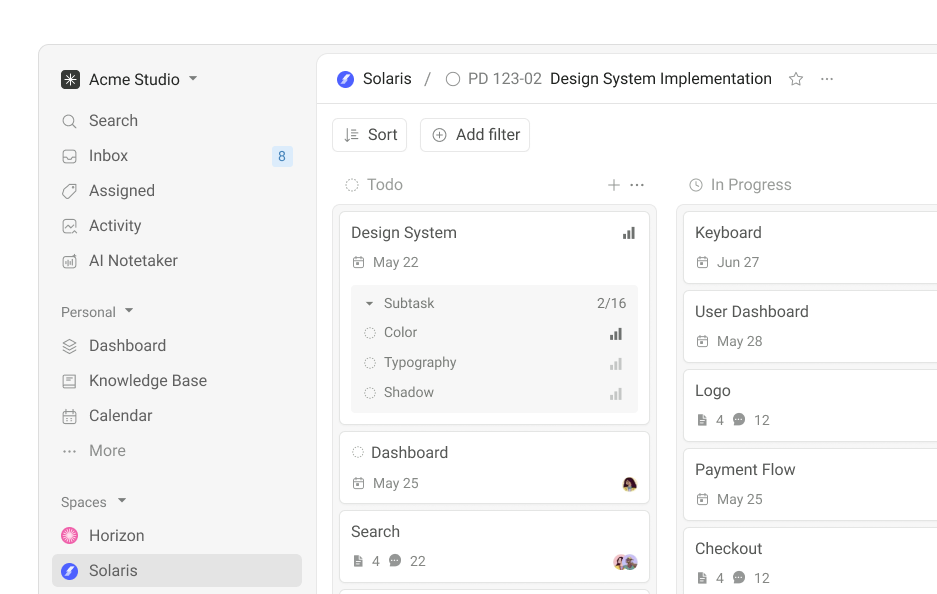 Acme Studio
Search
Inbox 8
Assigned
Activity
AI Notetaker
Personal
Dashboard
Knowledge Base
Calendar
More
Spaces
Horizon
Solaris
Solaris / PD 123-02 Design System Implementation
Sort Add filter
Todo
Design System
May 22
Subtask 2/16
Color
Typography
Shadow
Dashboard
May 25
Search
4 22
In Progress
Keyboard
Jun 27
User Dashboard
May 28
Logo
4 12
Payment Flow
May 25
Checkout
4 12